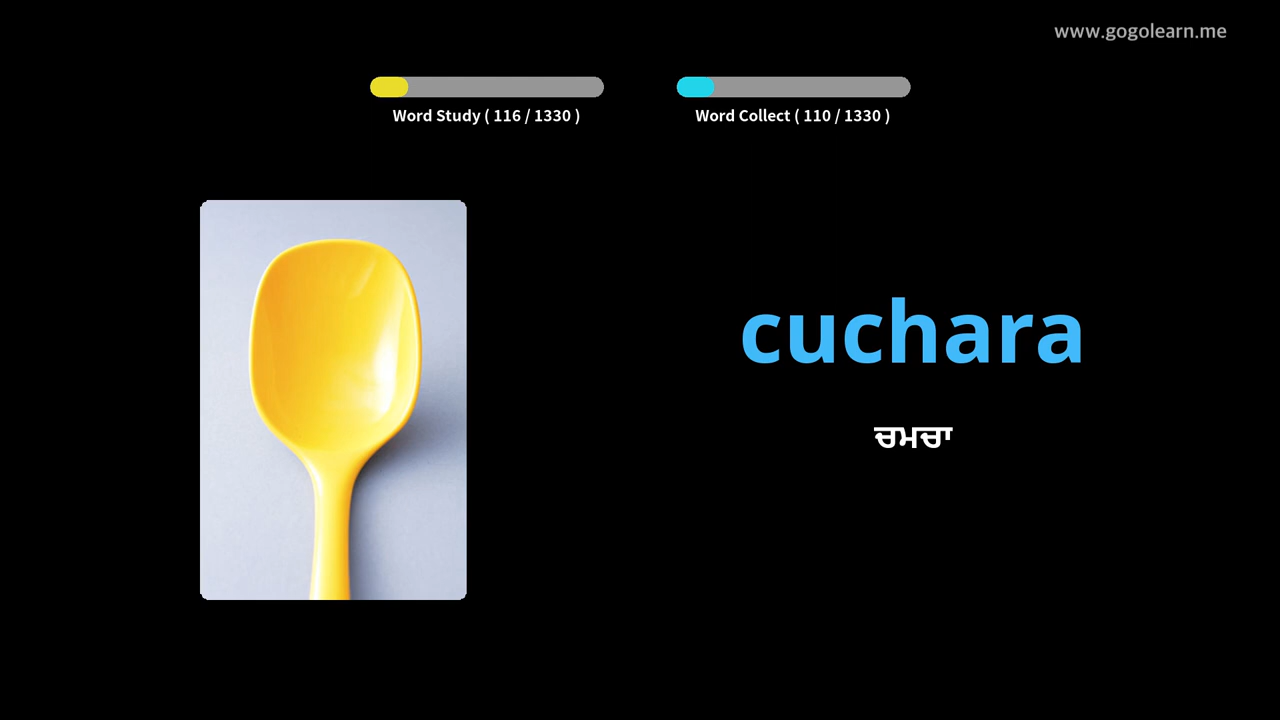 www.gogolearn.me
Word Study ( 116 / 1330 )
Word Collect ( 110 / 1330 )
cuchara
ਚਮਚਾ